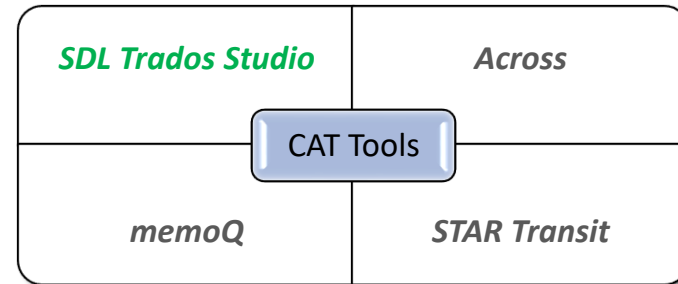 SDL Trados Studio
Across
CAT Tools
memoQ
STAR Transit